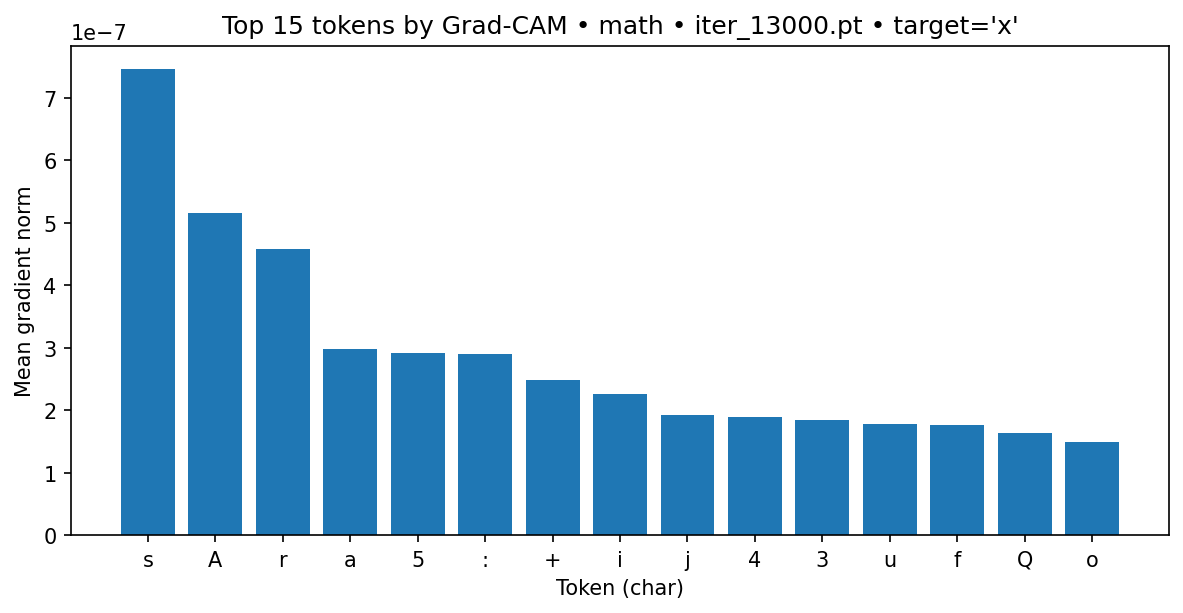 Top 15 tokens by Grad-CAM • math • iter_13000.pt • target='x'
1e−7
7
6
5
4
3
2
1
0
Mean gradient norm
s A r a 5 : + i j 4 3 u f Q o
Token (char)